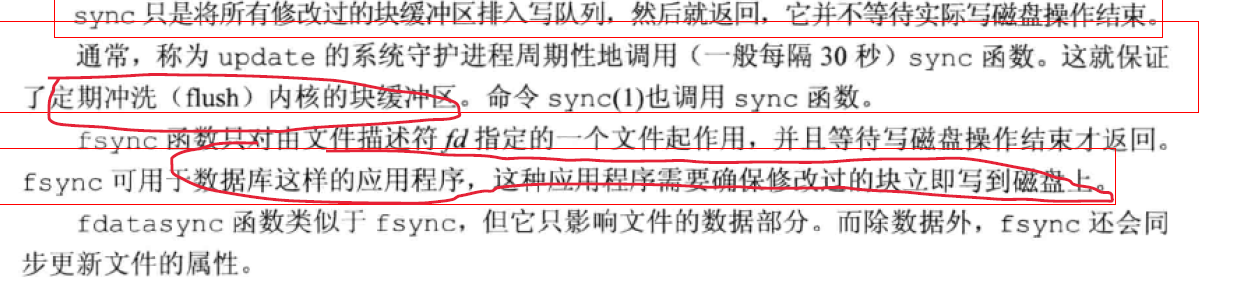 sync 只是将所有修改过的块缓冲区排入写队列，然后就返回，它并不等待实际写磁盘操作结束。
通常，称为 update 的系统守护进程周期性地调用（一般每隔 30 秒）sync 函数。这就保证
了定期冲洗（flush）内核的块缓冲区。命令 sync(1)也调用 sync 函数。
fsync 函数只对由文件描述符 fd 指定的一个文件起作用，并且等待写磁盘操作结束才返回。
fsync 可用于数据库这样的应用程序，这种应用程序需要确保修改过的块立即写到磁盘上。
fdatasync 函数类似于 fsync，但它只影响文件的数据部分。而除数据外，fsync 还会同
步更新文件的属性。